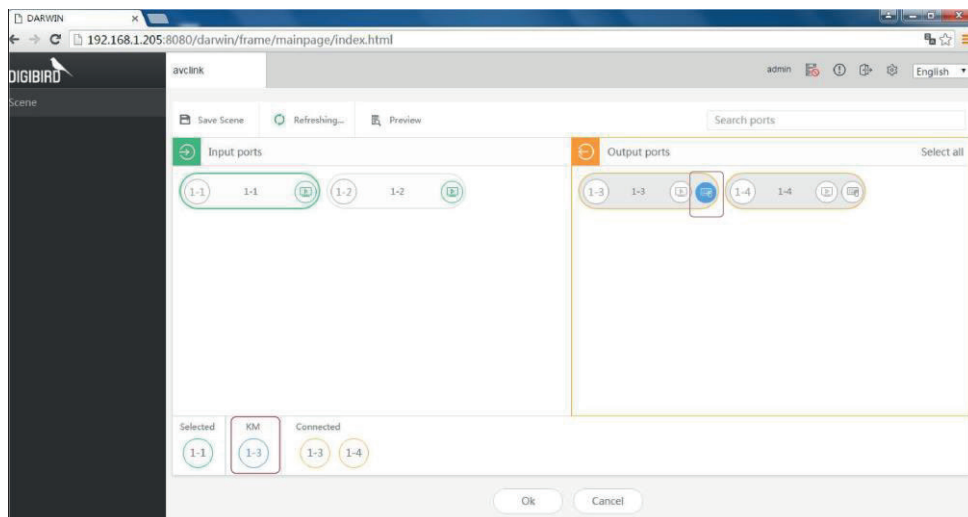 DARWIN
192.168.1.205:8080/darwin/frame/mainpage/index.html
DIGIBIRD
avclink
admin
English
Scene
Save Scene
Refreshing...
Preview
Search ports
Input ports
Output ports
Select all
1-1 1-1
1-2 1-2
1-3 1-3
1-4 1-4
Selected
KM
Connected
1-1
1-3
1-3
1-4
Ok
Cancel